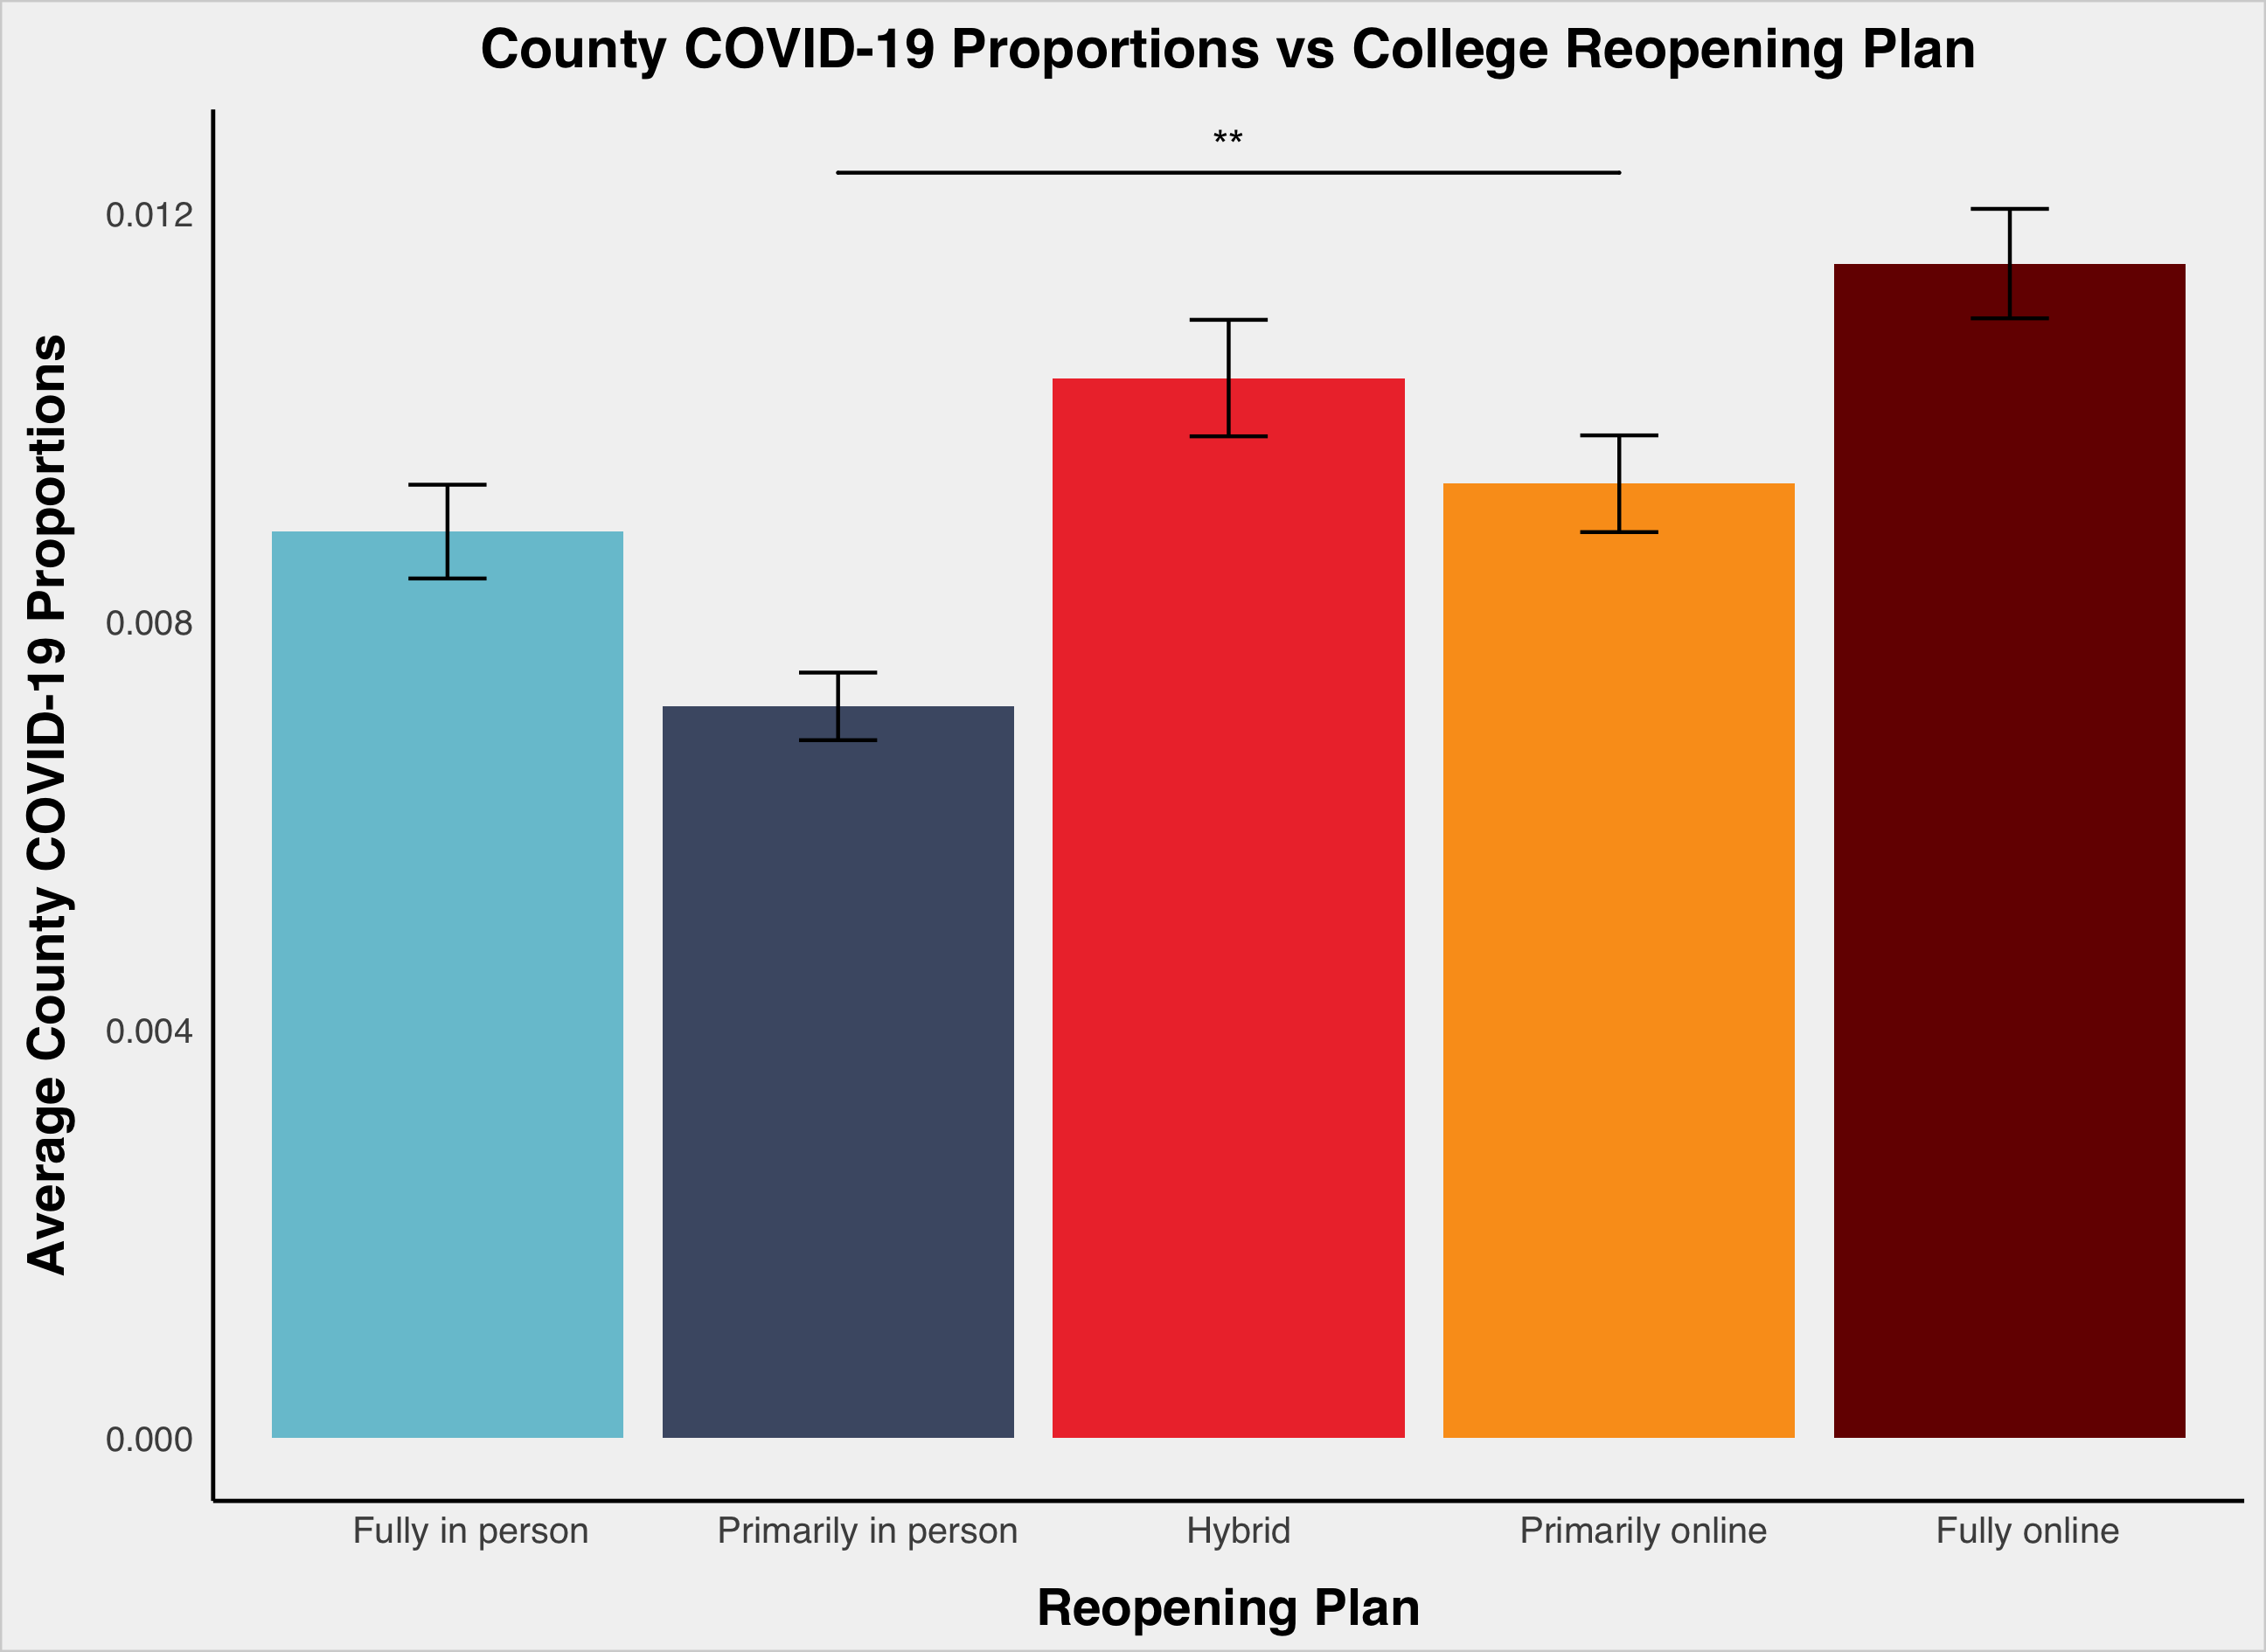 County COVID-19 Proportions vs College Reopening Plan
**
0.012
0.008
0.004
0.000
Average County COVID-19 Proportions
Fully in person
Primarily in person
Hybrid
Primarily online
Fully online
Reopening Plan